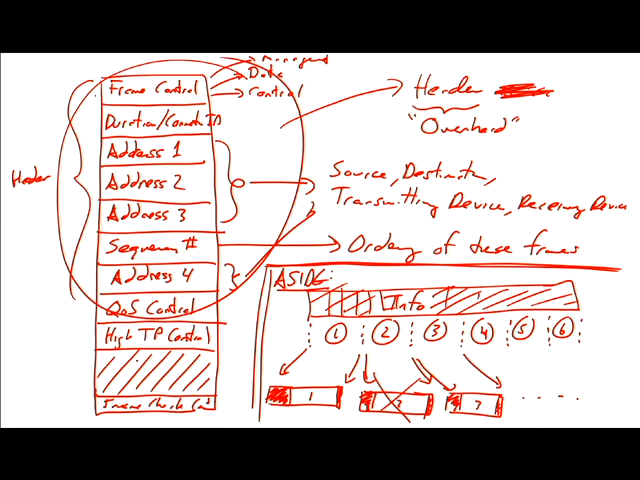 Data
Control
Frame Control
Duration/Connect ID
Address 1
Address 2
Address 3
Sequence #
Address 4
QoS Control
High TP Control
Header
Header
"Overhead"
Source, Destination,
Transmitting Device, Receiving Device
Ordering of these frames
ASIDE:
Info
1 2 3 4 5 6
1 2 3 - - - -